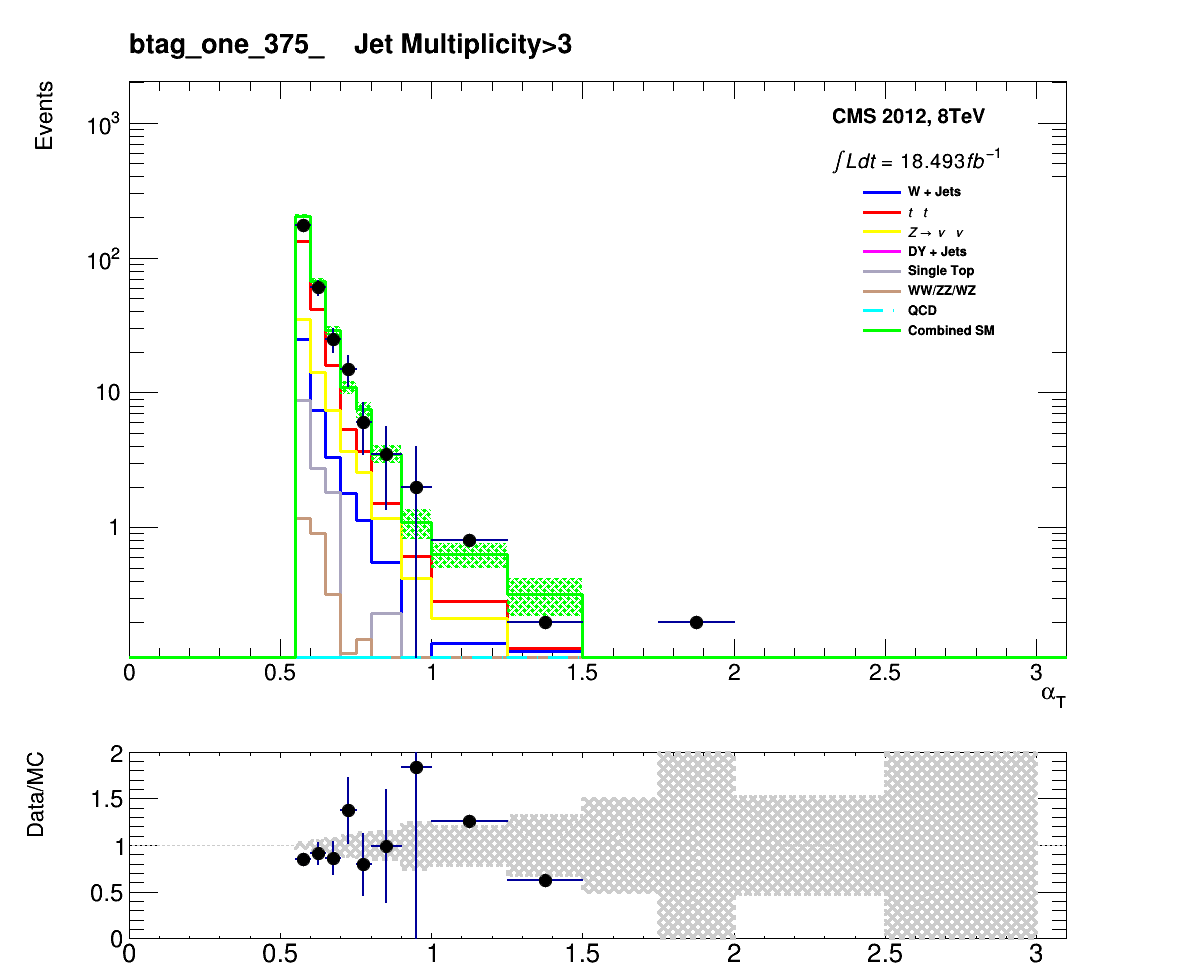 btag_one_375_ Jet Multiplicity>3
Events
CMS 2012, 8TeV
∫Ldt = 18.493fb⁻¹
W + Jets
t t
Z→ ν ν
DY + Jets
Single Top
WW/ZZ/WZ
QCD
Combined SM
10³
10²
10
1
0 0.5 1 1.5 2 2.5 3
α_T
Data/MC
2
1.5
1
0.5
0
0 0.5 1 1.5 2 2.5 3